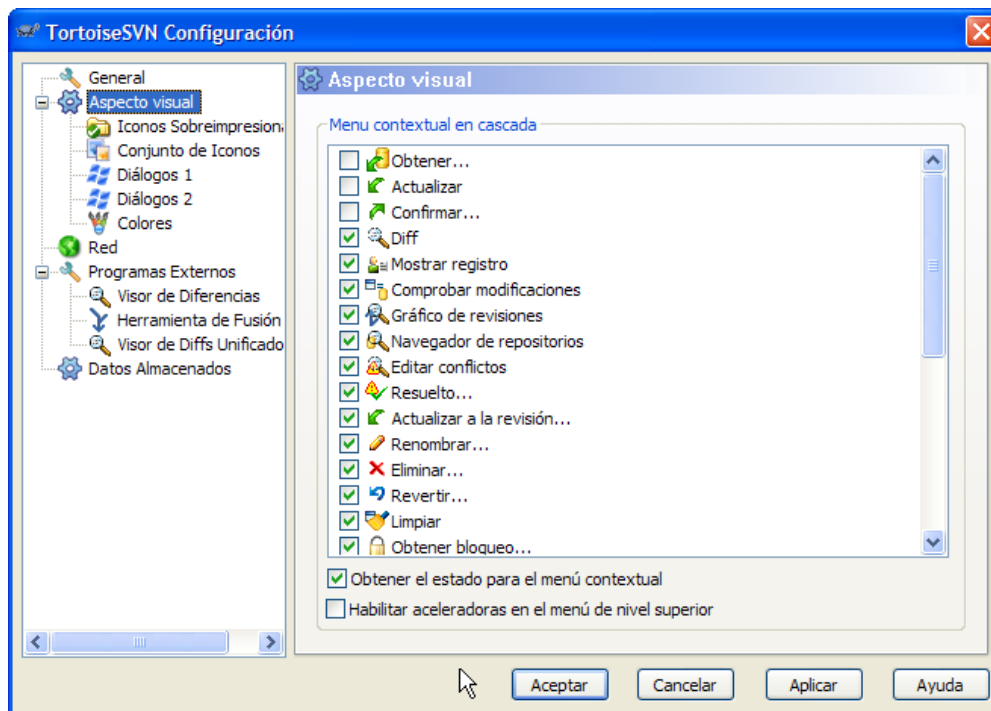 TortoiseSVN Configuración
General
Aspecto visual
Iconos Sobreimpresion
Conjunto de Iconos
Diálogos 1
Diálogos 2
Colores
Red
Programas Externos
Visor de Diferencias
Herramienta de Fusión
Visor de Diffs Unificado
Datos Almacenados
Aspecto visual
Menu contextual en cascada
Obtener...
Actualizar
Confirmar...
Diff
Mostrar registro
Comprobar modificaciones
Gráfico de revisiones
Navegador de repositorios
Editar conflictos
Resuelto...
Actualizar a la revisión...
Renombrar...
Eliminar...
Revertir...
Limpiar
Obtener bloqueo...
Obtener el estado para el menú contextual
Habilitar aceleradoras en el menú de nivel superior
Aceptar
Cancelar
Aplicar
Ayuda